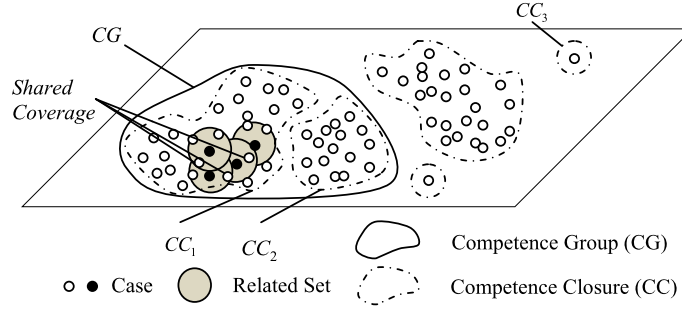 CC₃
CG
Shared
Coverage
CC₁
CC₂
Competence Group (CG)
Case
Related Set
Competence Closure (CC)